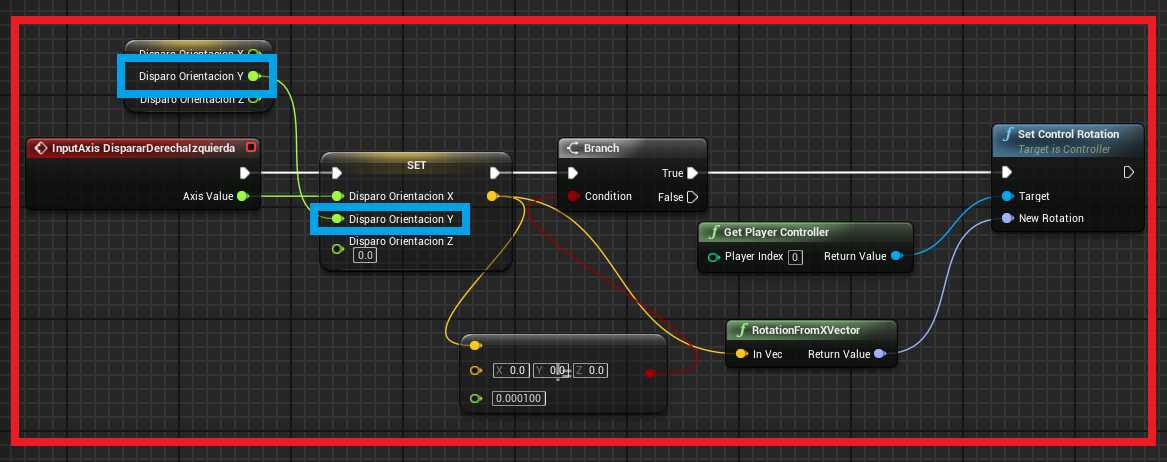 Disparo Orientacion X
Disparo Orientacion Y
Disparo Orientacion Z
InputAxis DispararDerechaIzquierda
Axis Value
SET
Disparo Orientacion X
Disparo Orientacion Y
Disparo Orientacion Z
0.0
Branch
True
Condition
False
Set Control Rotation
Target is Controller
Target
New Rotation
Get Player Controller
Player Index 0 Return Value
RotationFromXVector
In Vec Return Value
X 0.0 Y 0.0 Z 0.0
!=
0.000100